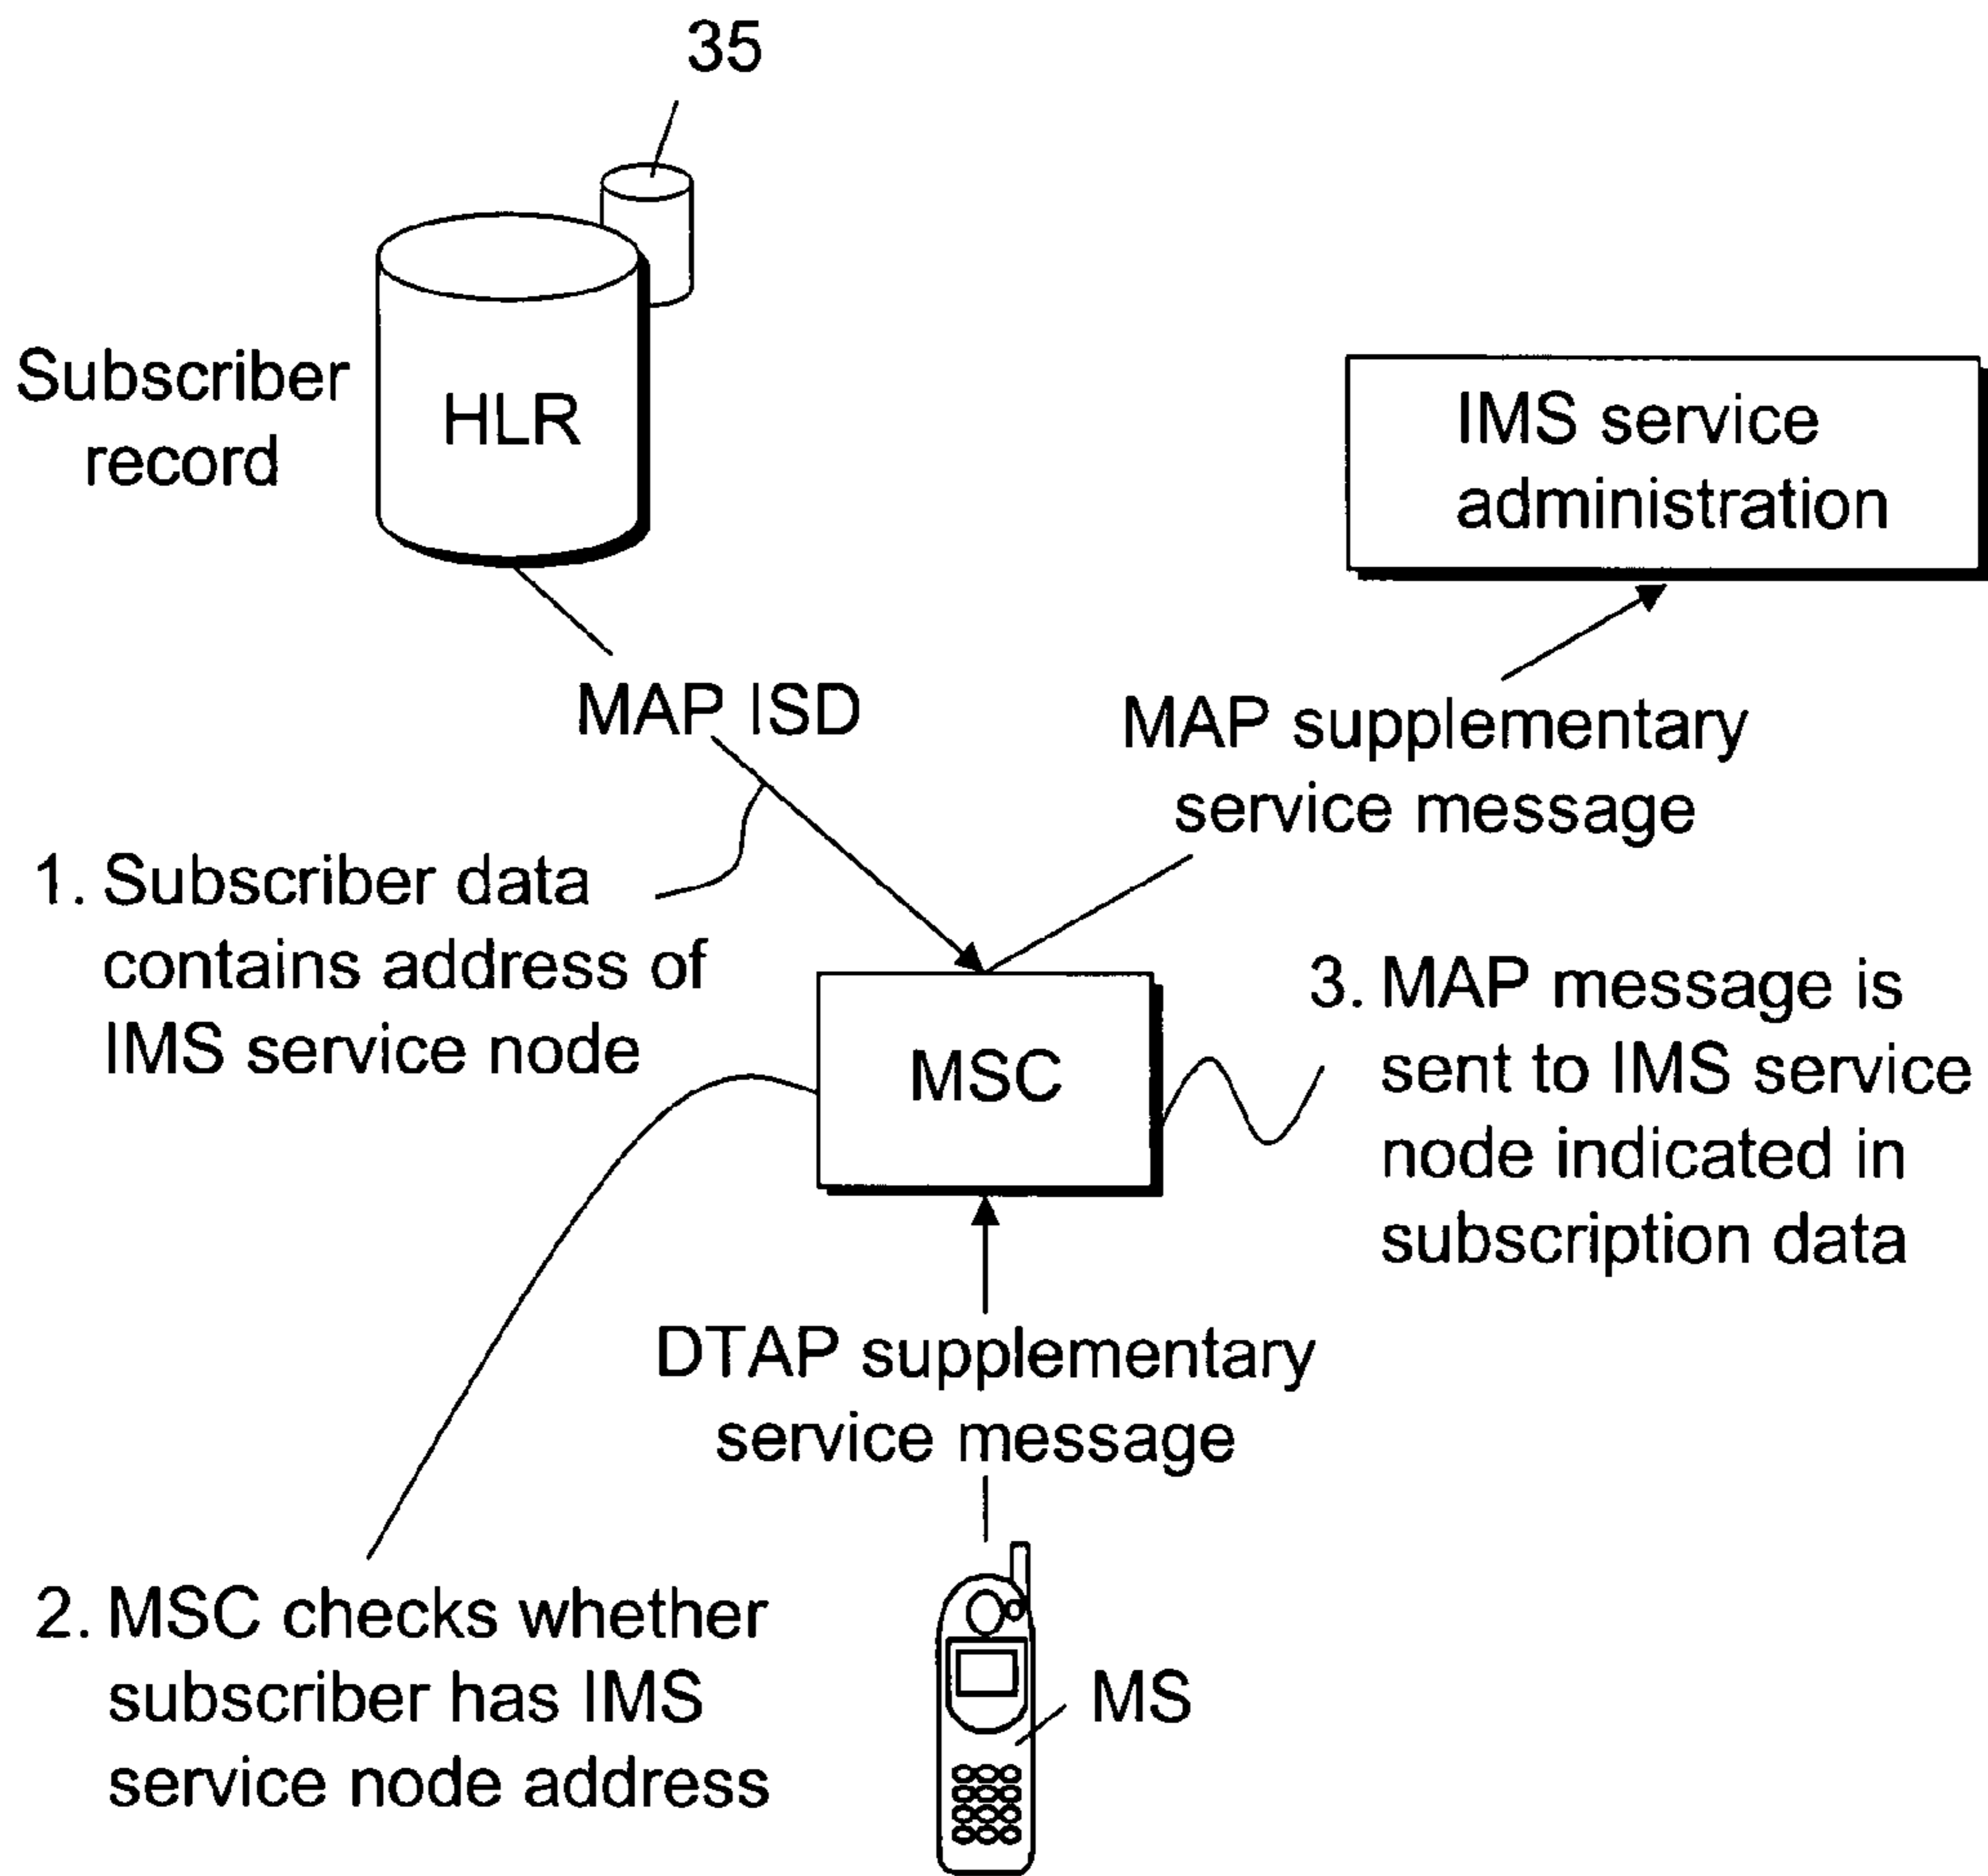 35
Subscriber
record
HLR
IMS service
administration
MAP ISD
MAP supplementary
service message
1. Subscriber data
contains address of
IMS service node
MSC
3. MAP message is
sent to IMS service
node indicated in
subscription data
DTAP supplementary
service message
2. MSC checks whether
subscriber has IMS
service node address
MS